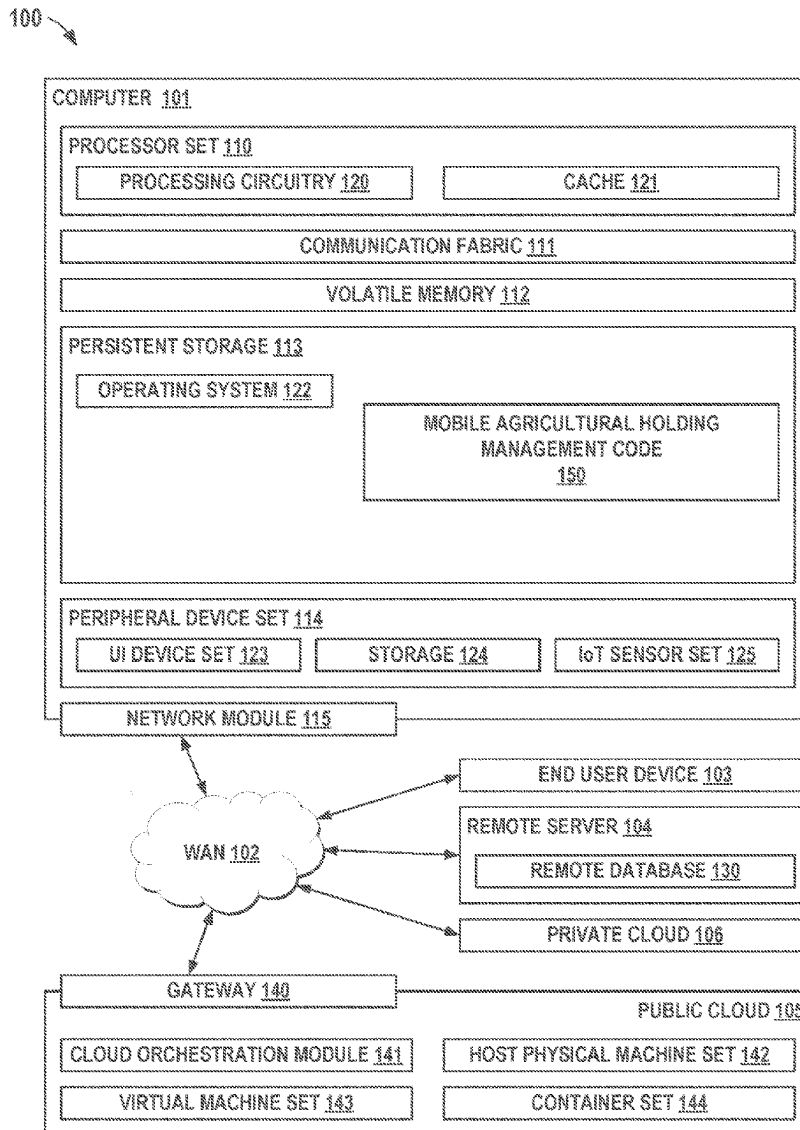 100
COMPUTER 101
PROCESSOR SET 110
PROCESSING CIRCUITRY 120
CACHE 121
COMMUNICATION FABRIC 111
VOLATILE MEMORY 112
PERSISTENT STORAGE 113
OPERATING SYSTEM 122
MOBILE AGRICULTURAL HOLDING
MANAGEMENT CODE
150
PERIPHERAL DEVICE SET 114
UI DEVICE SET 123
STORAGE 124
IoT SENSOR SET 125
NETWORK MODULE 115
END USER DEVICE 103
WAN 102
REMOTE SERVER 104
REMOTE DATABASE 130
PRIVATE CLOUD 106
GATEWAY 140
PUBLIC CLOUD 105
CLOUD ORCHESTRATION MODULE 141
HOST PHYSICAL MACHINE SET 142
VIRTUAL MACHINE SET 143
CONTAINER SET 144